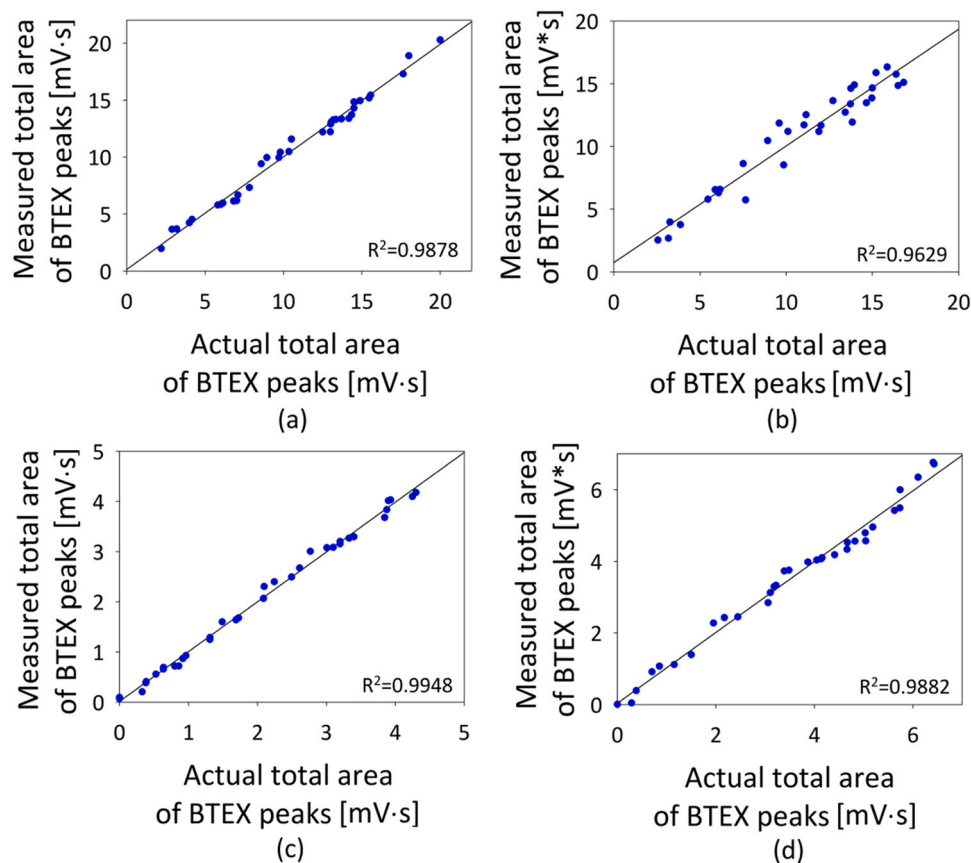 Measured total area
of BTEX peaks [mV·s]
20
15
10
5
0
R²=0.9878
0
5
10
15
20
Actual total area
of BTEX peaks [mV·s]
(a)
Measured total area
of BTEX peaks [mV*s]
20
15
10
5
0
R²=0.9629
0
5
10
15
20
Actual total area
of BTEX peaks [mV·s]
(b)
Measured total area
of BTEX peaks [mV·s]
5
4
3
2
1
0
R²=0.9948
0
1
2
3
4
5
Actual total area
of BTEX peaks [mV·s]
(c)
Measured total area
of BTEX peaks [mV*s]
6
4
2
0
R²=0.9882
0
2
4
6
Actual total area
of BTEX peaks [mV·s]
(d)